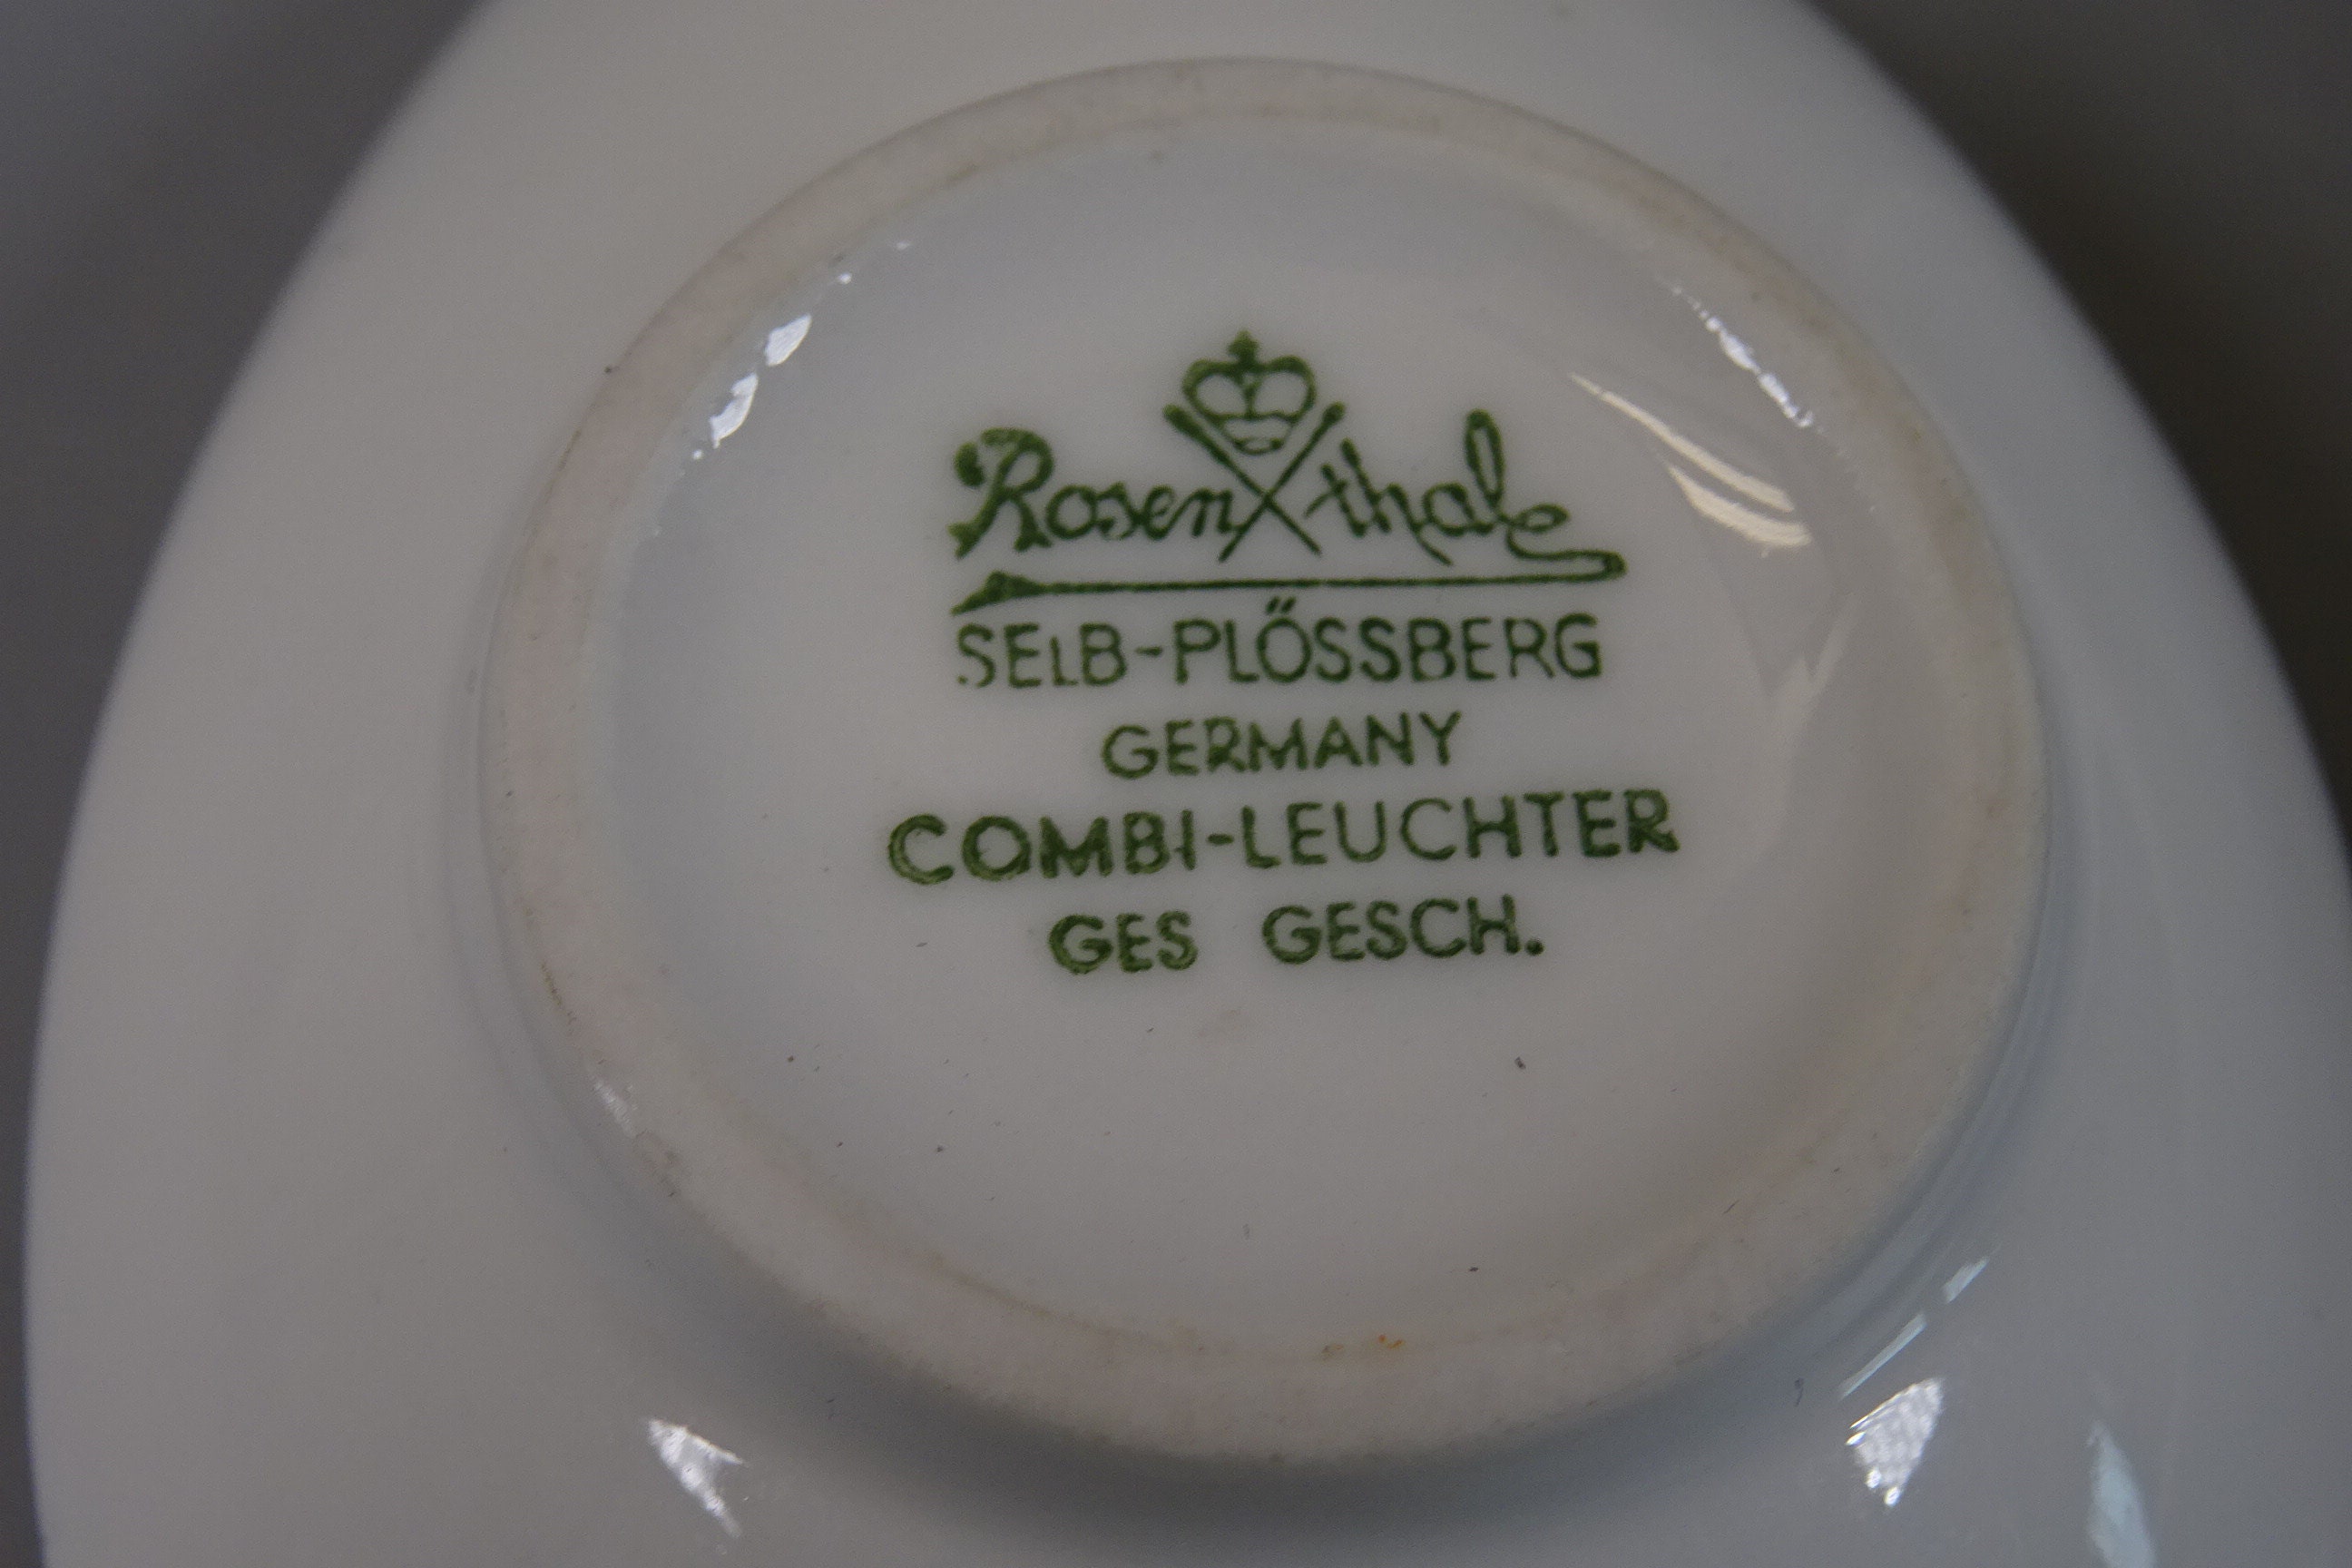 Rosenthal
SELB-PLÖSSBERG
GERMANY
COMBI-LEUCHTER
GES GESCH.